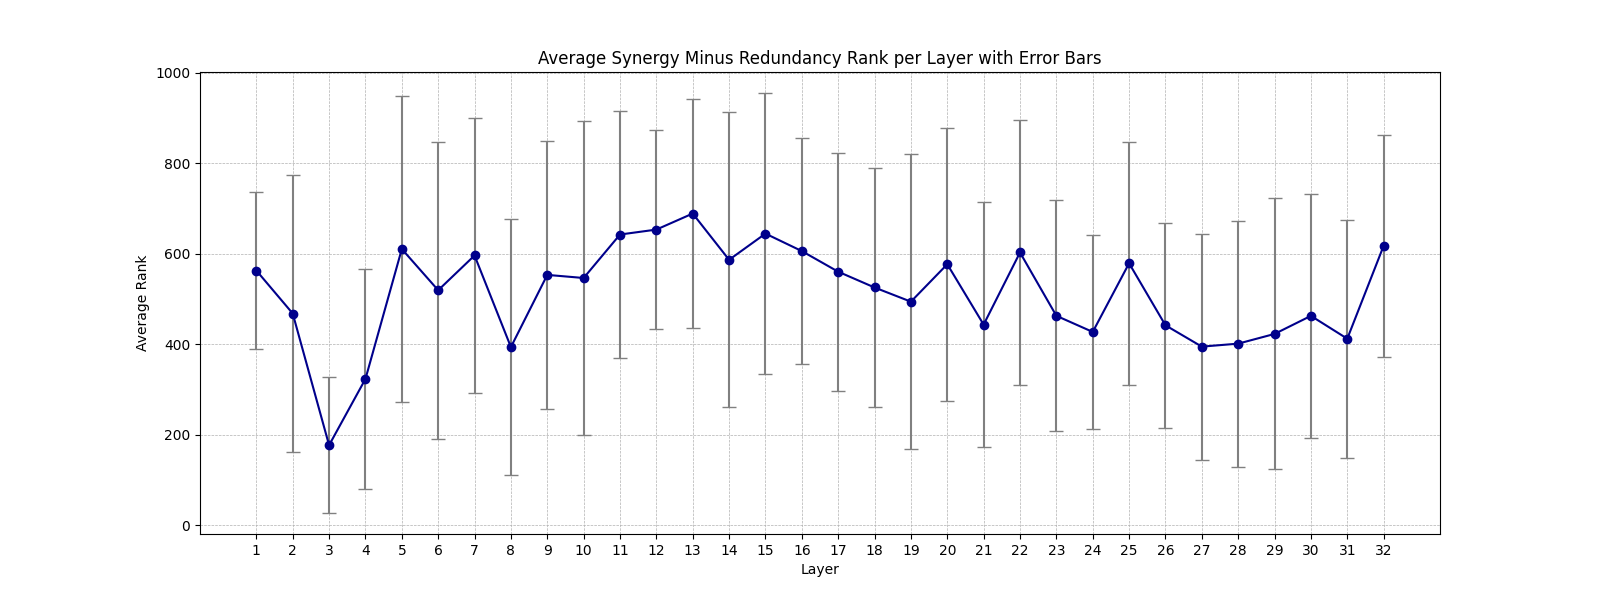 Average Synergy Minus Redundancy Rank per Layer with Error Bars
1000
800
600
400
200
0
Average Rank
1 2 3 4 5 6 7 8 9 10 11 12 13 14 15 16 17 18 19 20 21 22 23 24 25 26 27 28 29 30 31 32
Layer